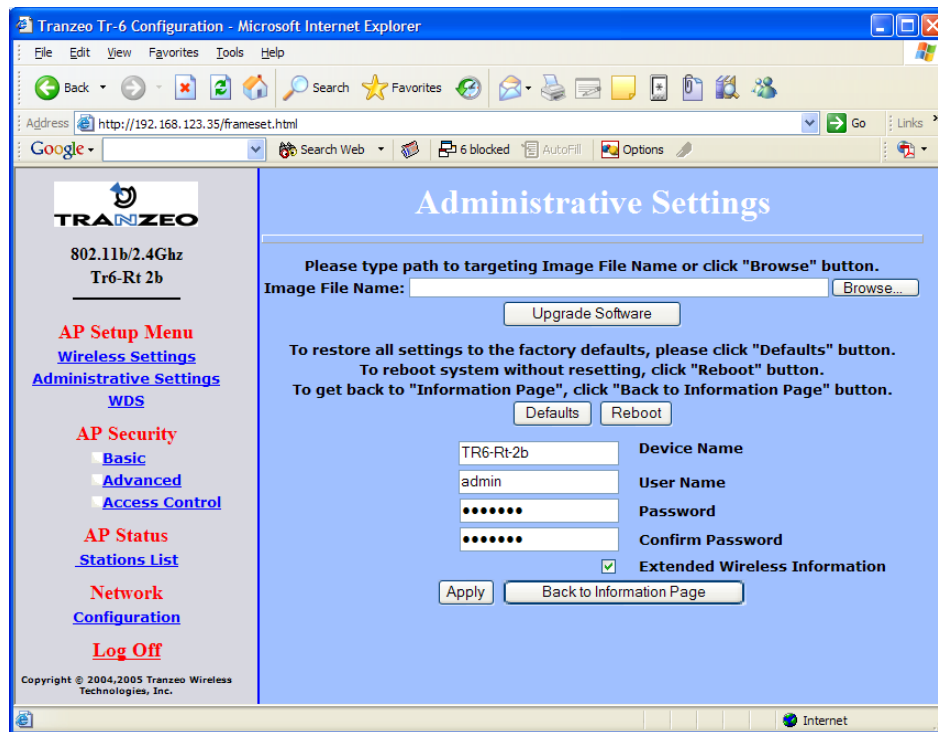 Tranzeo Tr-6 Configuration - Microsoft Internet Explorer
File Edit View Favorites Tools Help
Back Search Favorites
Address http://192.168.123.35/frameset.html Go Links
Google Search Web 6 blocked AutoFill Options
TRANZEO
802.11b/2.4Ghz
Tr6-Rt 2b
AP Setup Menu
Wireless Settings
Administrative Settings
WDS
AP Security
Basic
Advanced
Access Control
AP Status
Stations List
Network
Configuration
Log Off
Copyright © 2004,2005 Tranzeo Wireless
Technologies, Inc.
Administrative Settings
Please type path to targeting Image File Name or click "Browse" button.
Image File Name: Browse...
Upgrade Software
To restore all settings to the factory defaults, please click "Defaults" button.
To reboot system without resetting, click "Reboot" button.
To get back to "Information Page", click "Back to Information Page" button.
Defaults Reboot
TR6-Rt-2b Device Name
admin User Name
••••••• Password
••••••• Confirm Password
Extended Wireless Information
Apply Back to Information Page
Internet